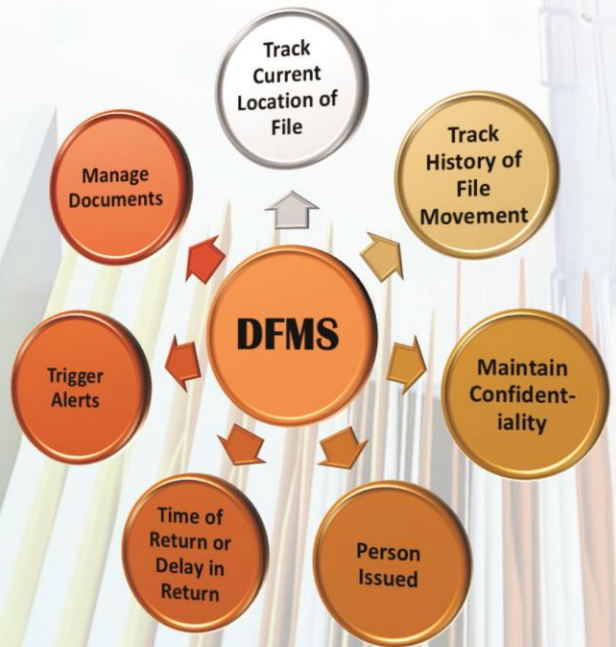 Track
Current
Location of
File
Track
History of
File
Movement
Maintain
Confident-
iality
Person
Issued
Time of
Return or
Delay in
Return
Trigger
Alerts
Manage
Documents
DFMS